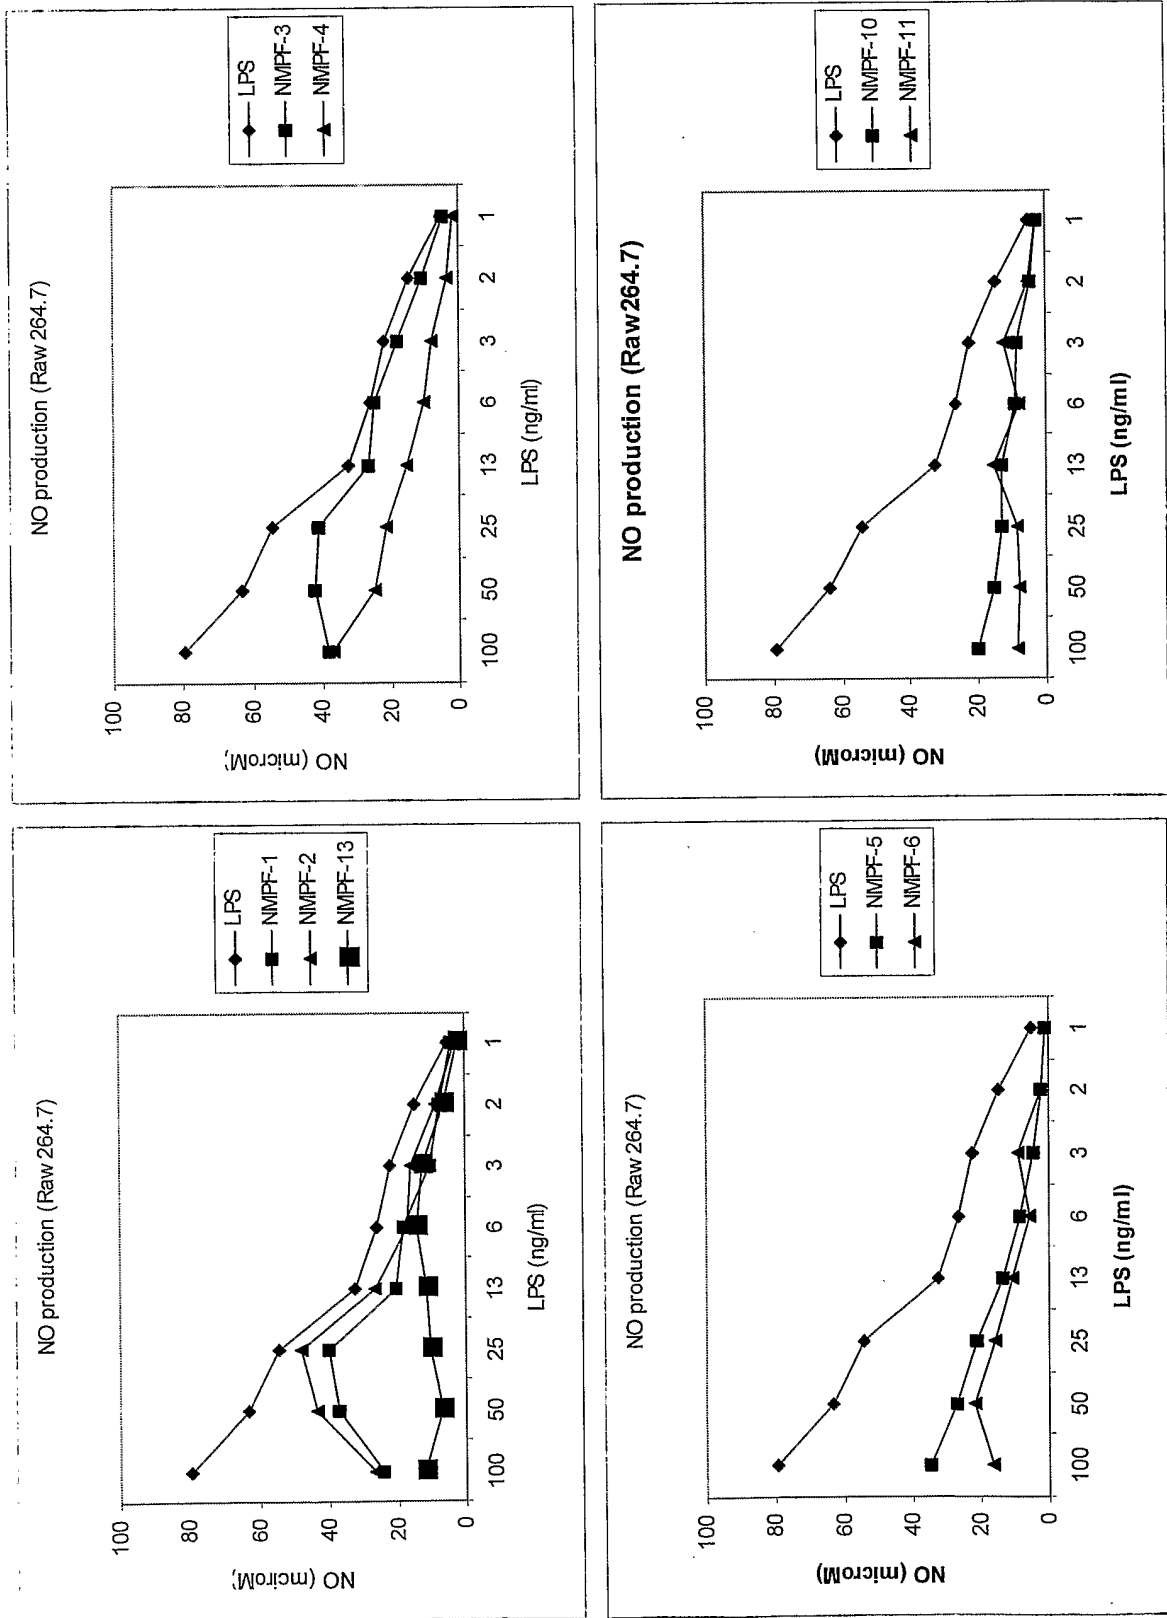 NO production (Raw 264.7)
NO (mciroM)
100
80
60
40
20
0
100 50 25 13 6 3 2 1
LPS (ng/ml)
LPS
NMPF-1
NMPF-2
NMPF-13
NO production (Raw 264.7)
NO (microM)
100
80
60
40
20
0
100 50 25 13 6 3 2 1
LPS (ng/ml)
LPS
NMPF-3
NMPF-4
NO production (Raw 264.7)
NO (microM)
100
80
60
40
20
0
100 50 25 13 6 3 2 1
LPS (ng/ml)
LPS
NMPF-5
NMPF-6
NO production (Raw264.7)
NO (microM)
100
80
60
40
20
0
100 50 25 13 6 3 2 1
LPS (ng/ml)
LPS
NMPF-10
NMPF-11